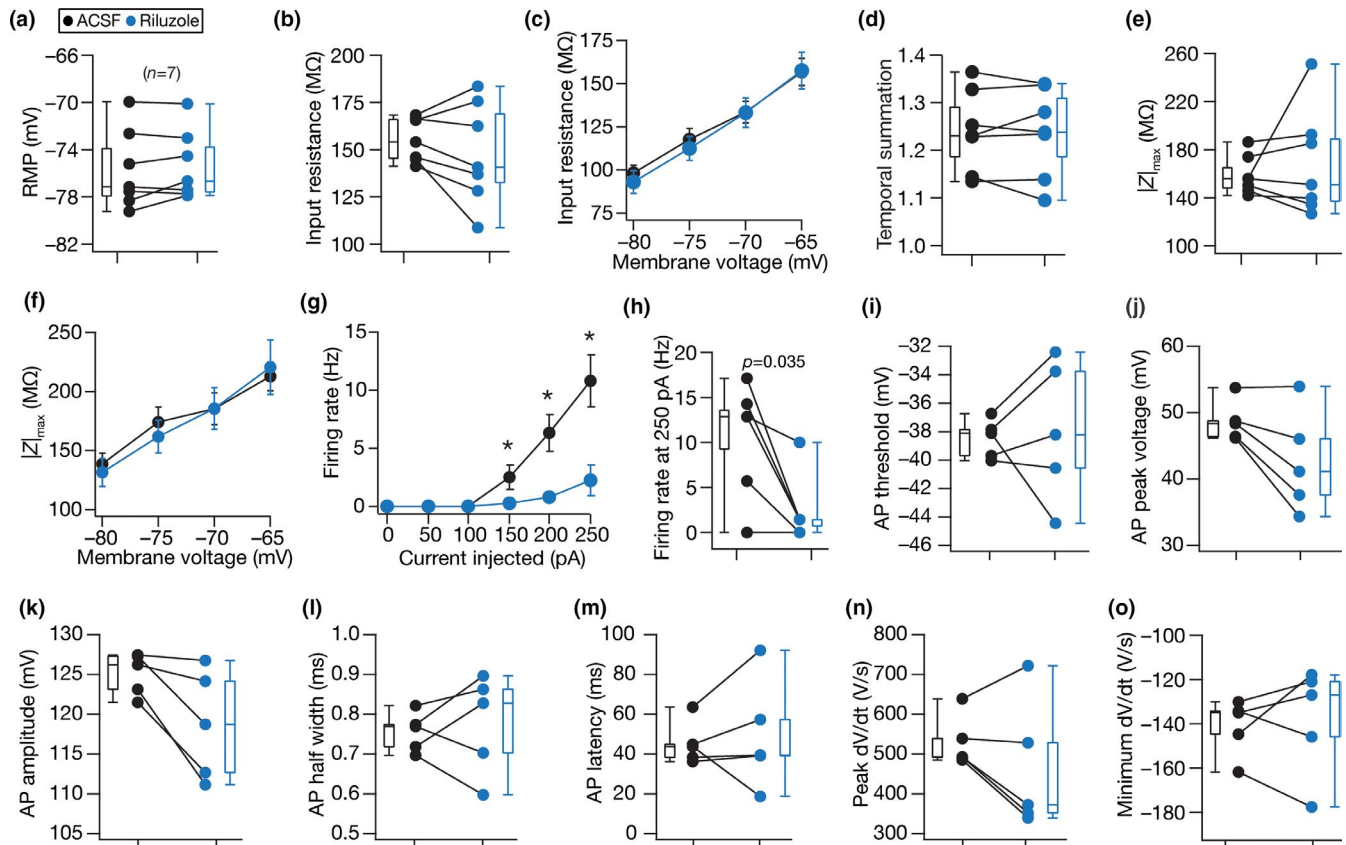 (a) ● ACSF ● Riluzole
RMP (mV)
−66
−70
−74
−78
−82
(n=7)
(b)
Input resistance (MΩ)
200
175
150
125
100
(c)
Input resistance (MΩ)
175
150
125
100
75
−80 −75 −70 −65
Membrane voltage (mV)
(d)
Temporal summation
1.4
1.3
1.2
1.1
1.0
(e)
|Z|max (MΩ)
260
220
180
140
100
(f)
|Z|max (MΩ)
250
200
150
100
−80 −75 −70 −65
Membrane voltage (mV)
(g)
Firing rate (Hz)
15
10
5
0
* * *
0 50 100 150 200 250
Current injected (pA)
(h)
Firing rate at 250 pA (Hz)
20
15
10
5
0
p=0.035
(i)
AP threshold (mV)
−32
−34
−36
−38
−40
−42
−44
−46
(j)
AP peak voltage (mV)
60
50
40
30
(k)
AP amplitude (mV)
130
125
120
115
110
105
(l)
AP half width (ms)
1.0
0.9
0.8
0.7
0.6
0.5
(m)
AP latency (ms)
100
80
60
40
20
0
(n)
Peak dV/dt (V/s)
800
700
600
500
400
300
(o)
Minimum dV/dt (V/s)
−100
−120
−140
−160
−180